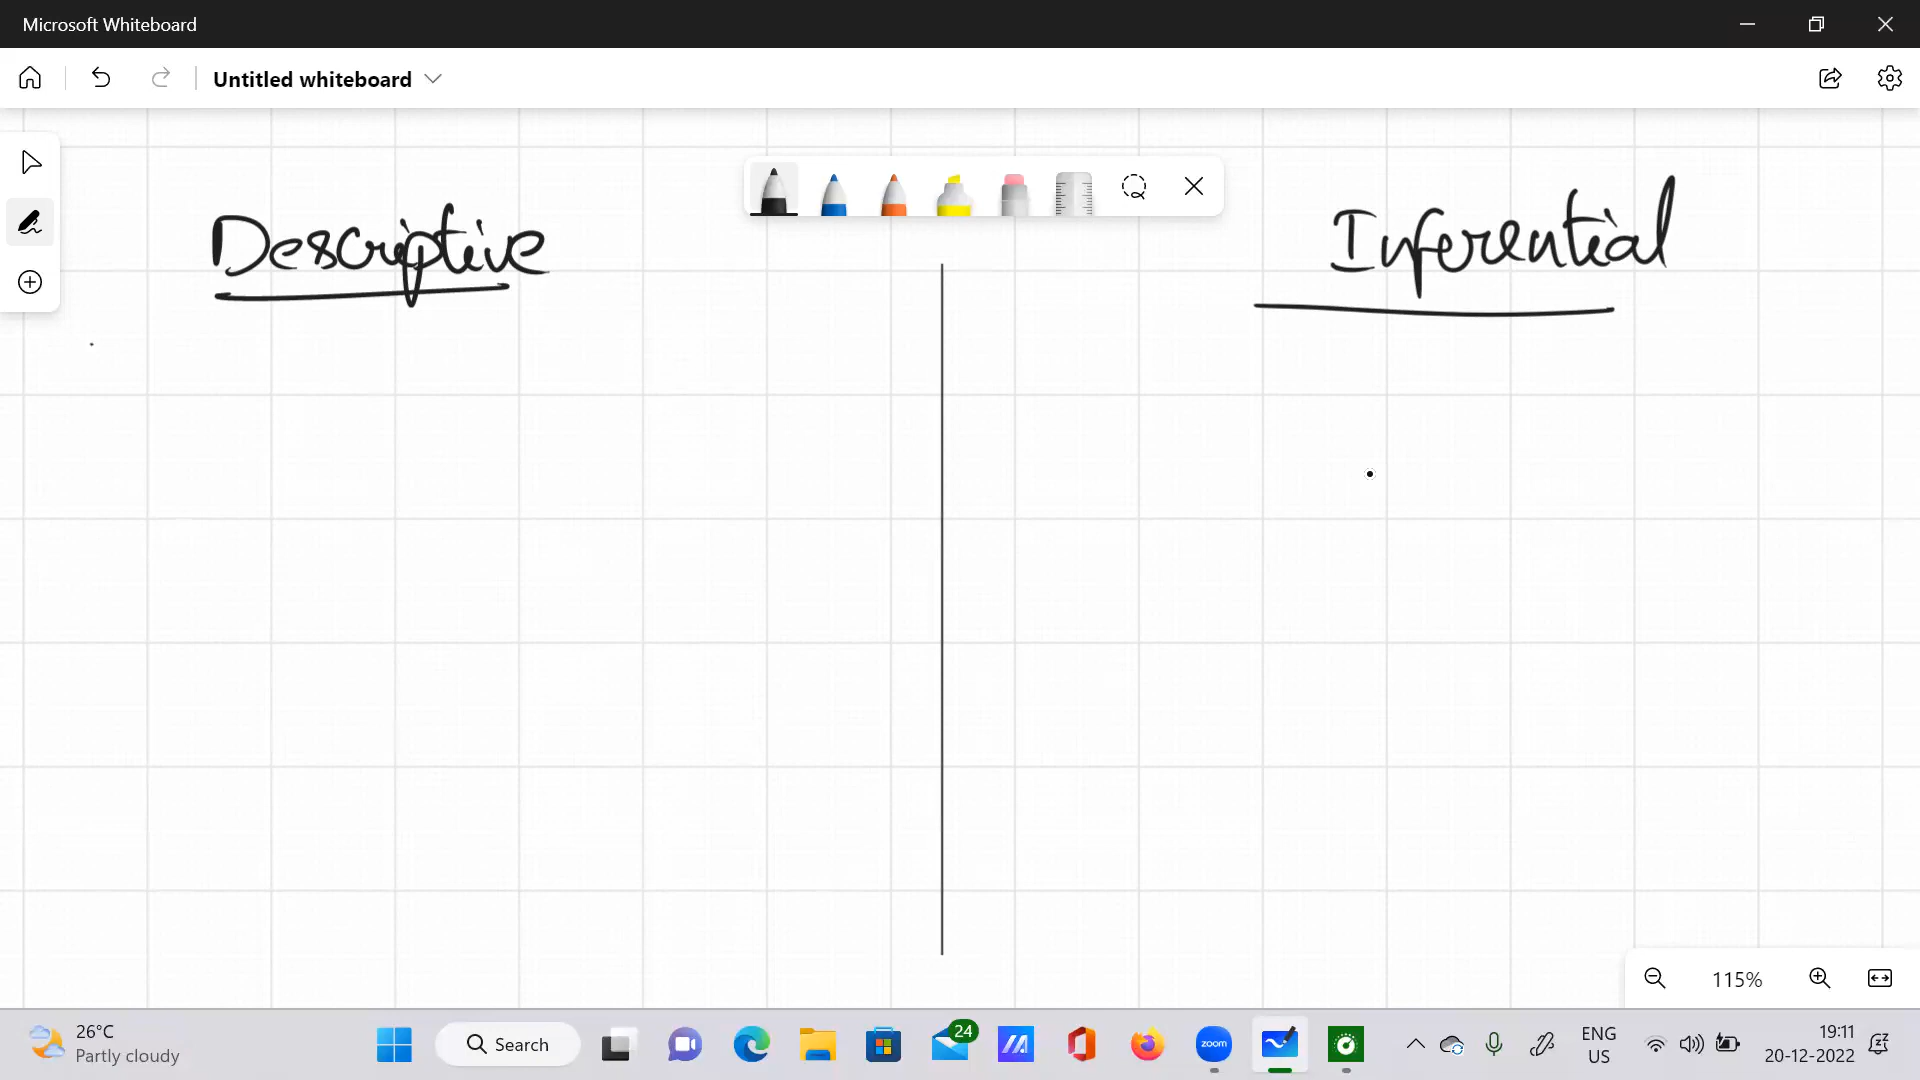 Microsoft Whiteboard
Untitled whiteboard
Descriptive
Inferential
115%
26°C
Partly cloudy
Search
24
zoom
ENG
US
19:11
20-12-2022